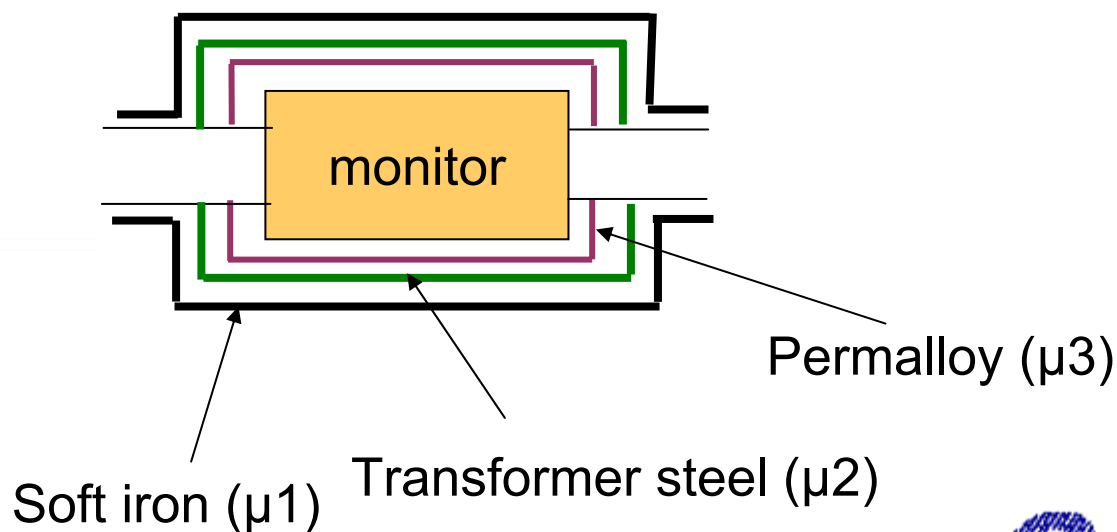 monitor
Permalloy (µ3)
Transformer steel (µ2)
Soft iron (µ1)